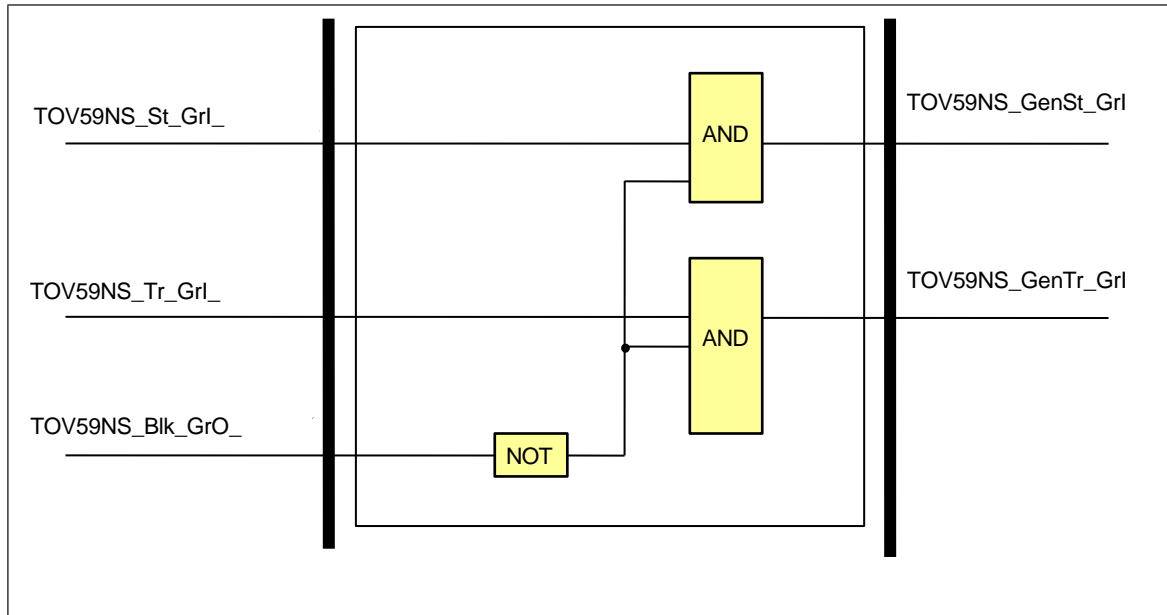 TOV59NS_St_GrI_
TOV59NS_GenSt_GrI
AND
TOV59NS_Tr_GrI_
TOV59NS_GenTr_GrI
AND
TOV59NS_Blk_GrO_
NOT